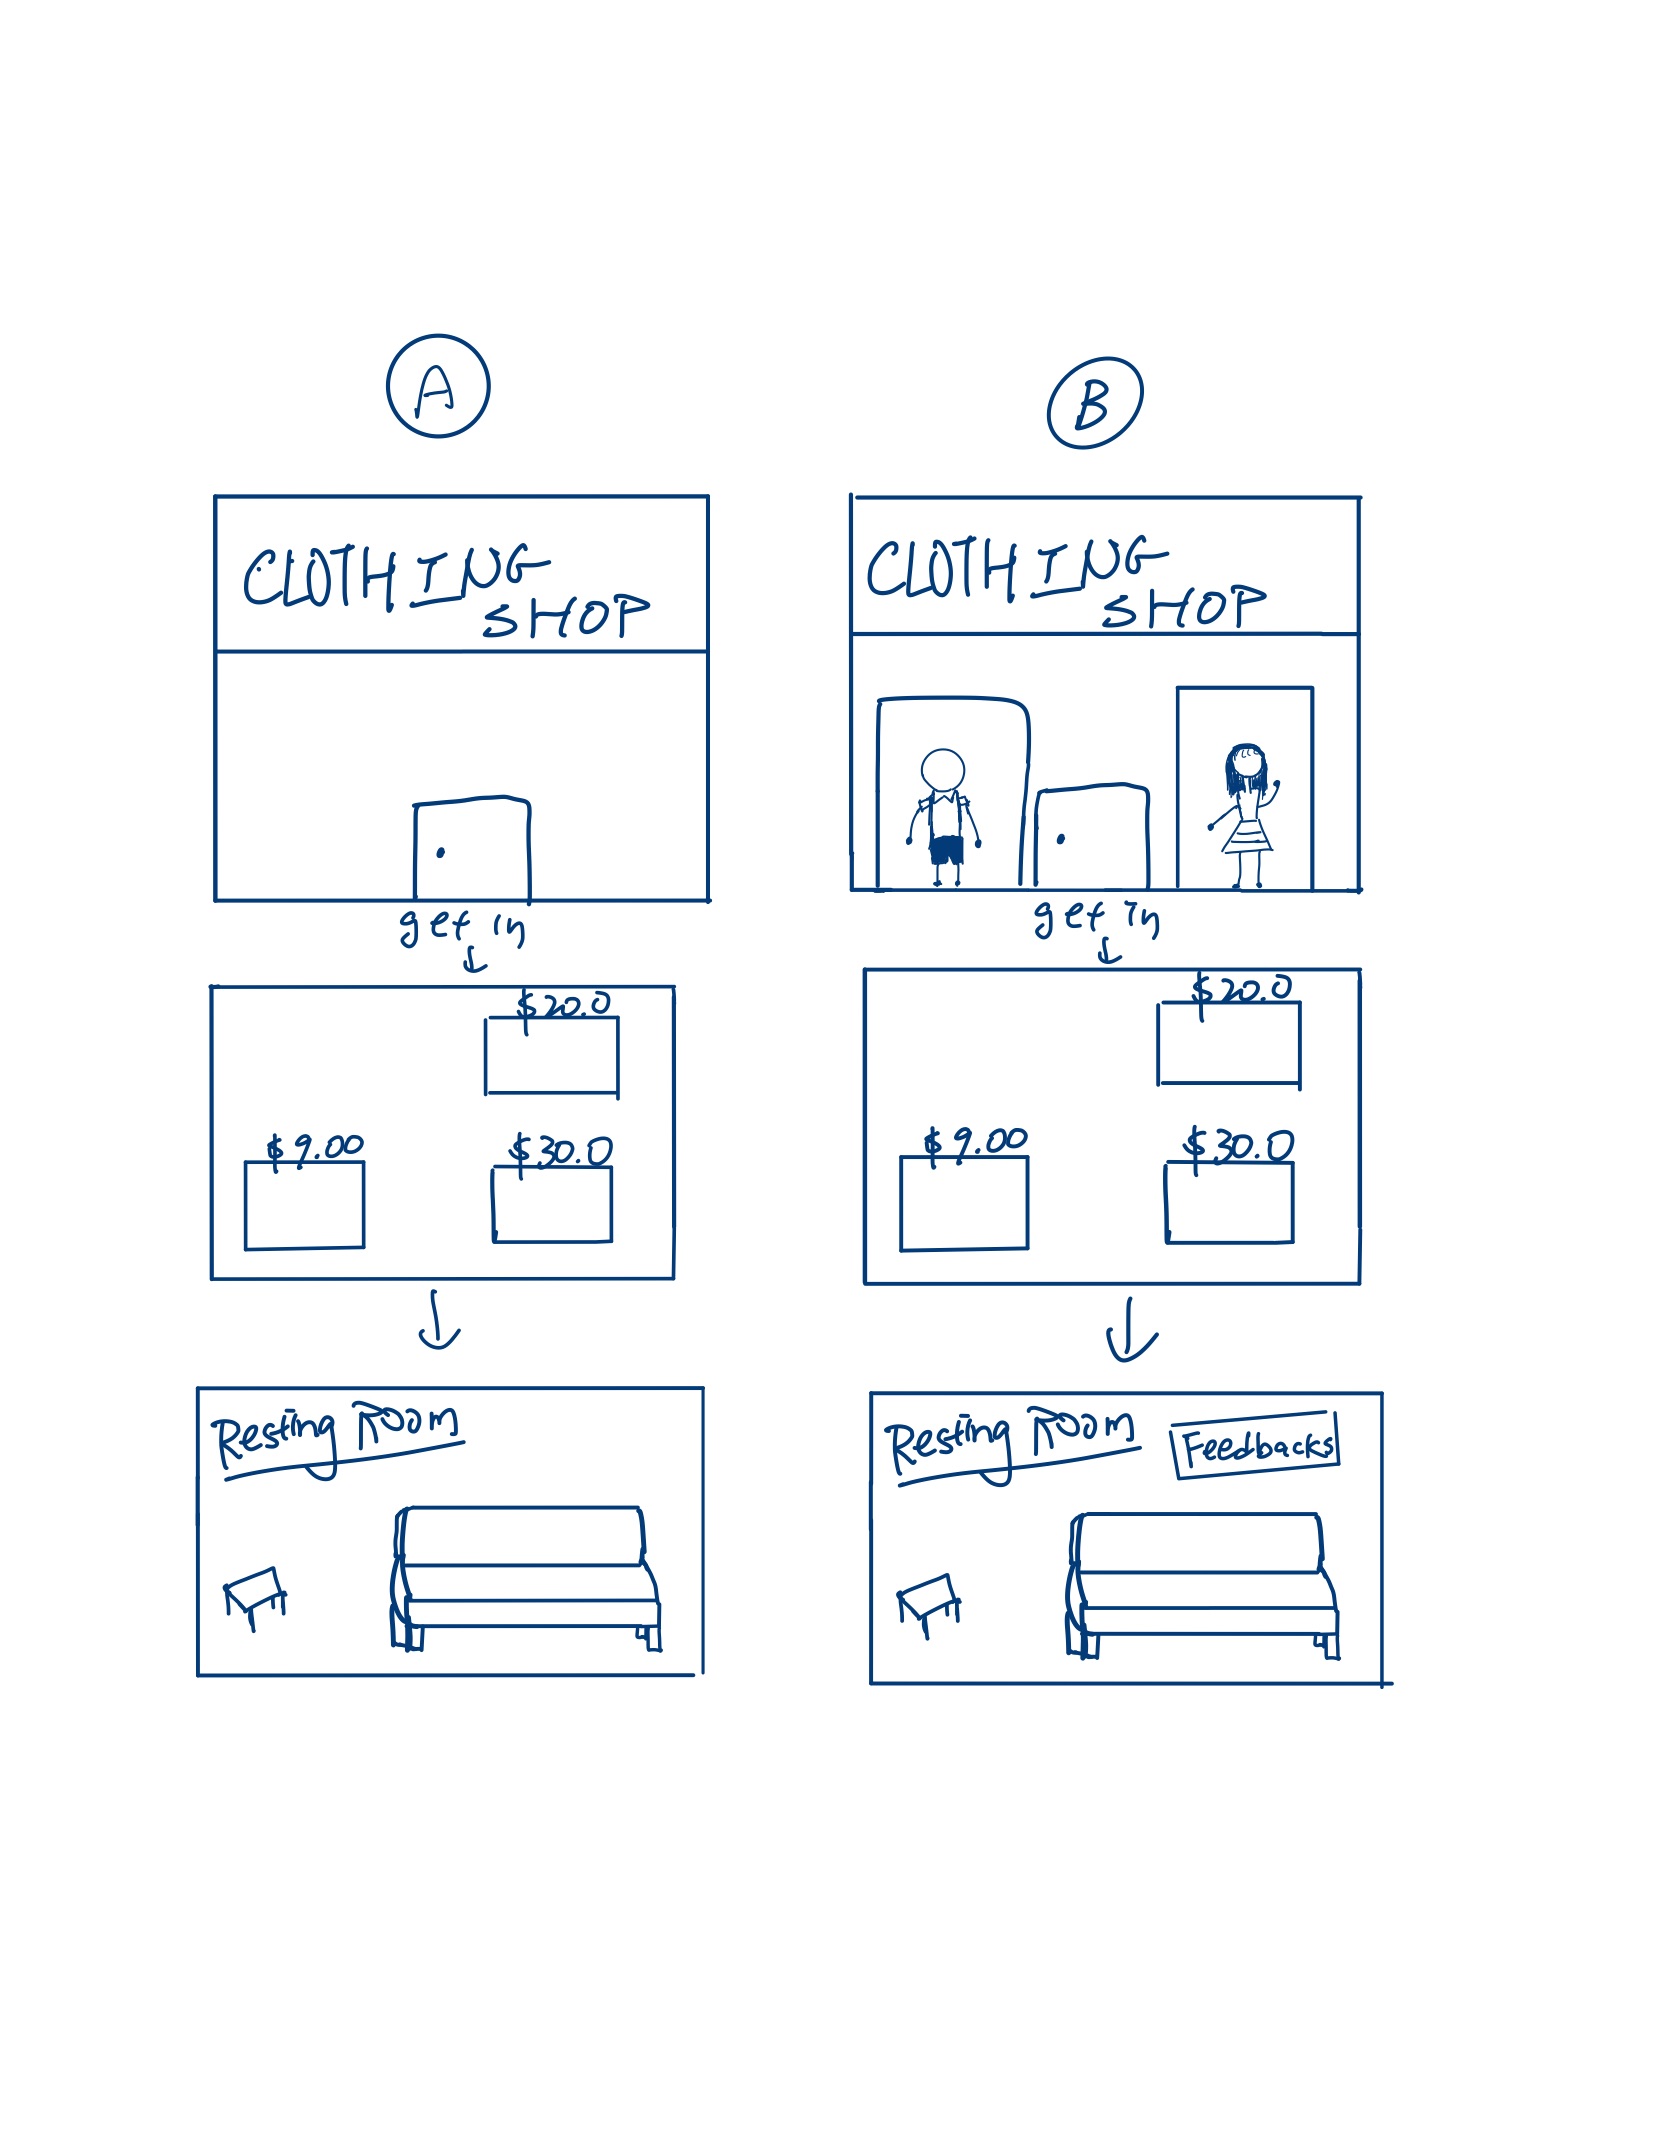 A
CLOTHING
SHOP
get in
$20.0
$9.00
$30.0
Resting Room
B
CLOTHING
SHOP
get in
$20.0
$9.00
$30.0
Resting Room
Feedbacks